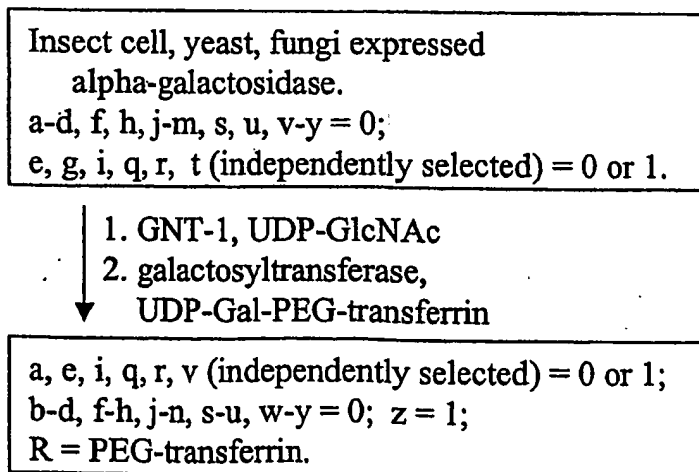 Insect cell, yeast, fungi expressed
alpha-galactosidase.
a-d, f, h, j-m, s, u, v-y = 0;
e, g, i, q, r, t (independently selected) = 0 or 1.
1. GNT-1, UDP-GlcNAc
2. galactosyltransferase,
UDP-Gal-PEG-transferrin
a, e, i, q, r, v (independently selected) = 0 or 1;
b-d, f-h, j-n, s-u, w-y = 0; z = 1;
R = PEG-transferrin.